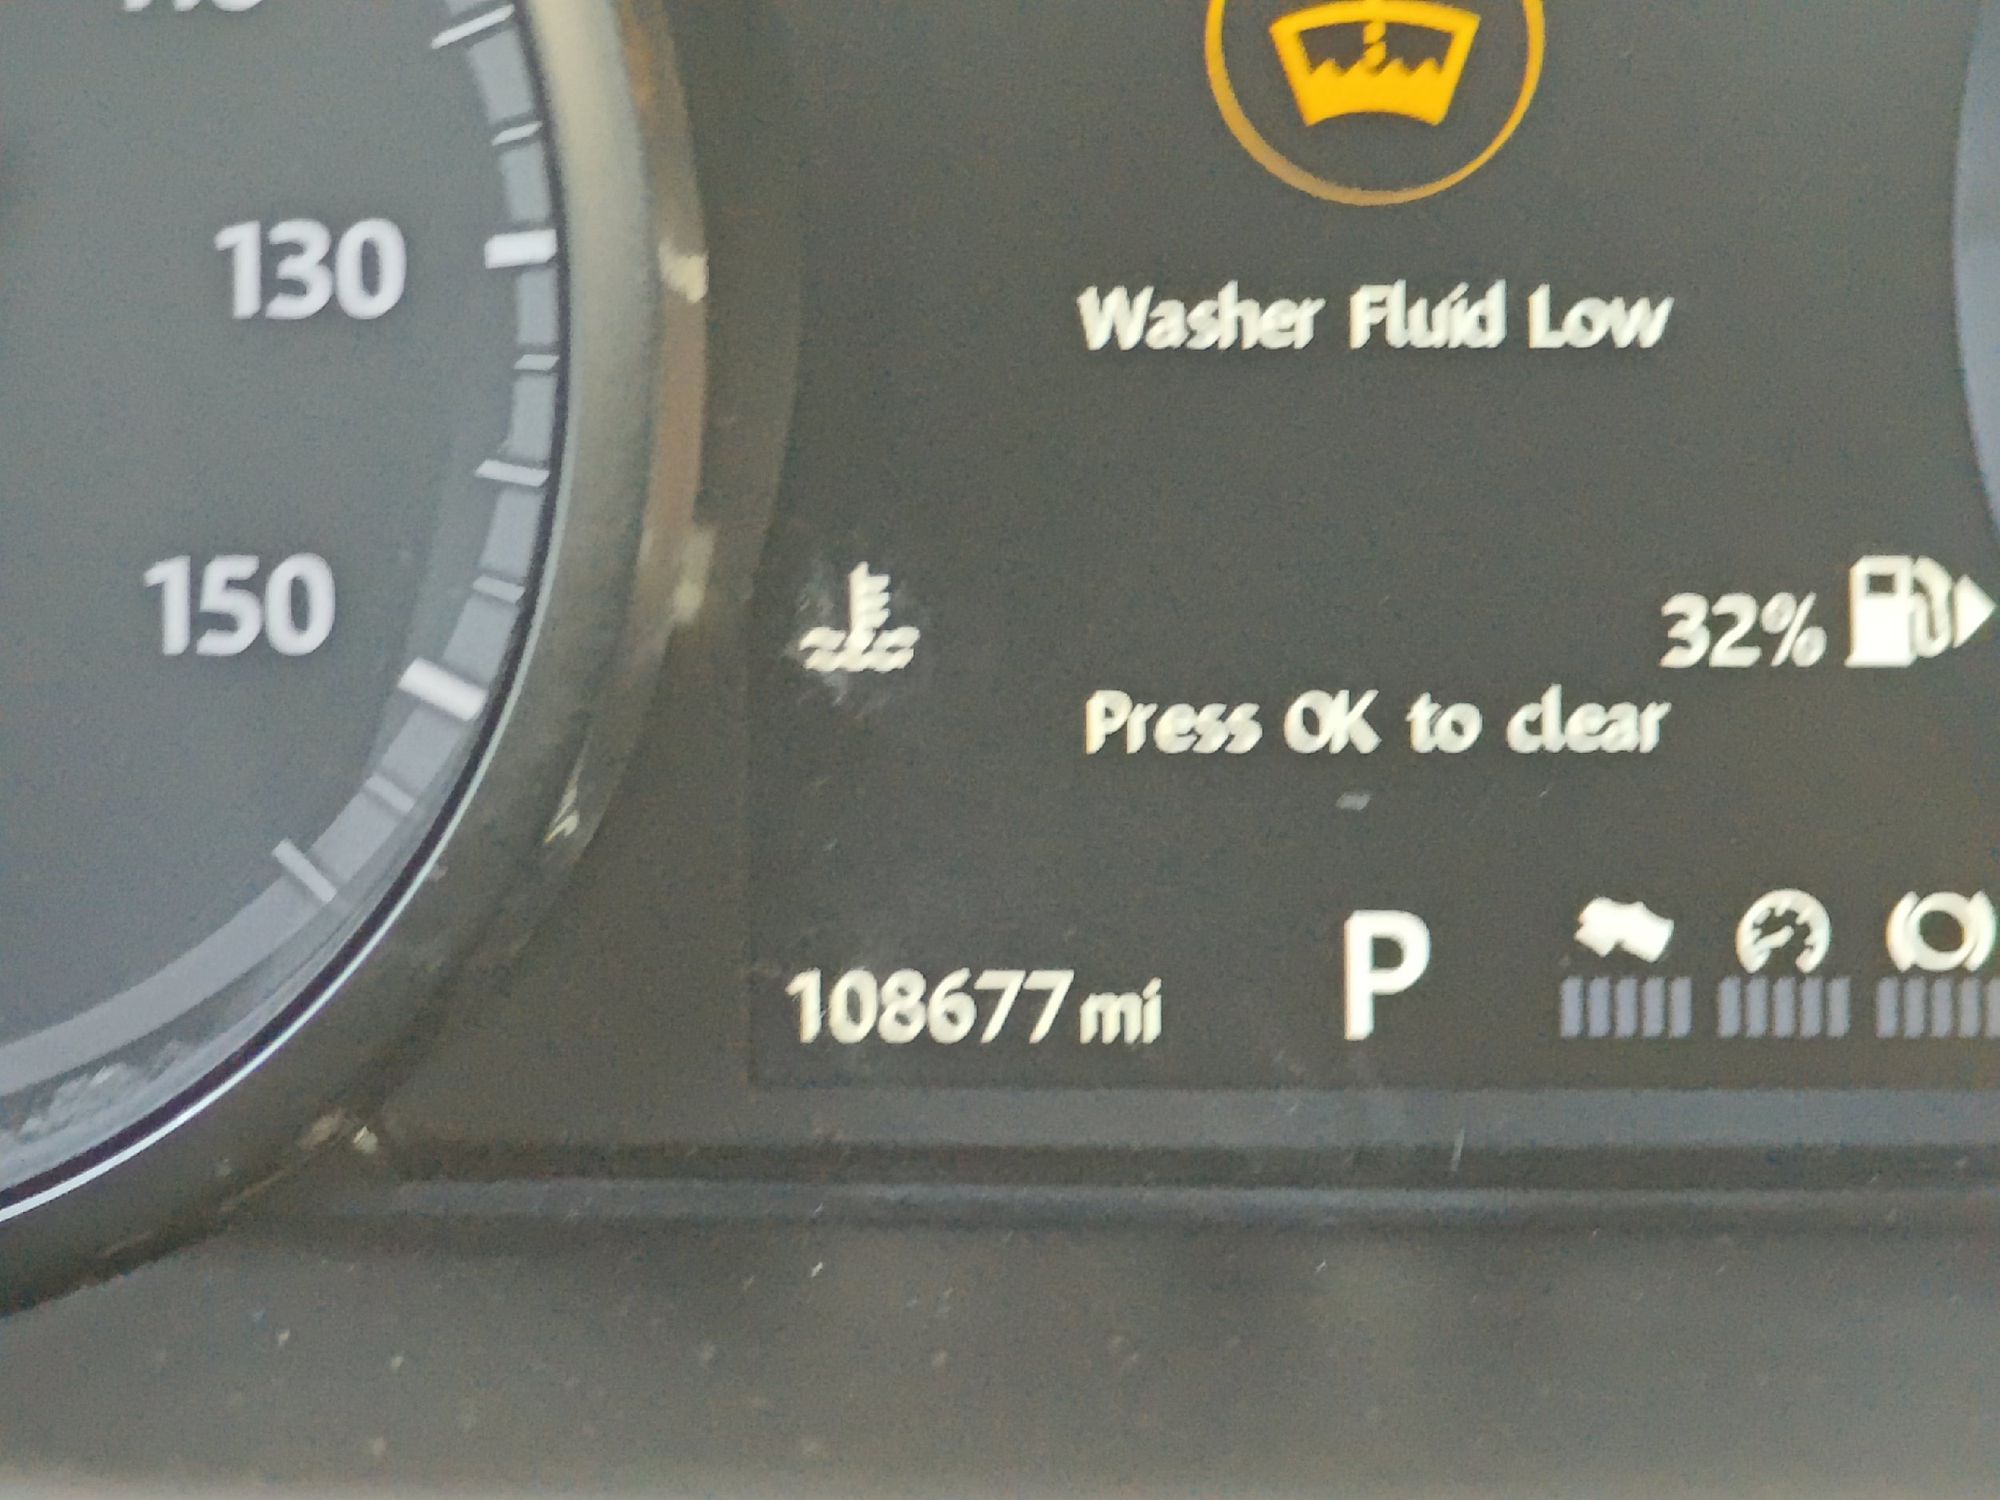 130
Washer Fluid Low
150
32%
Press OK to clear
108677 mi
P